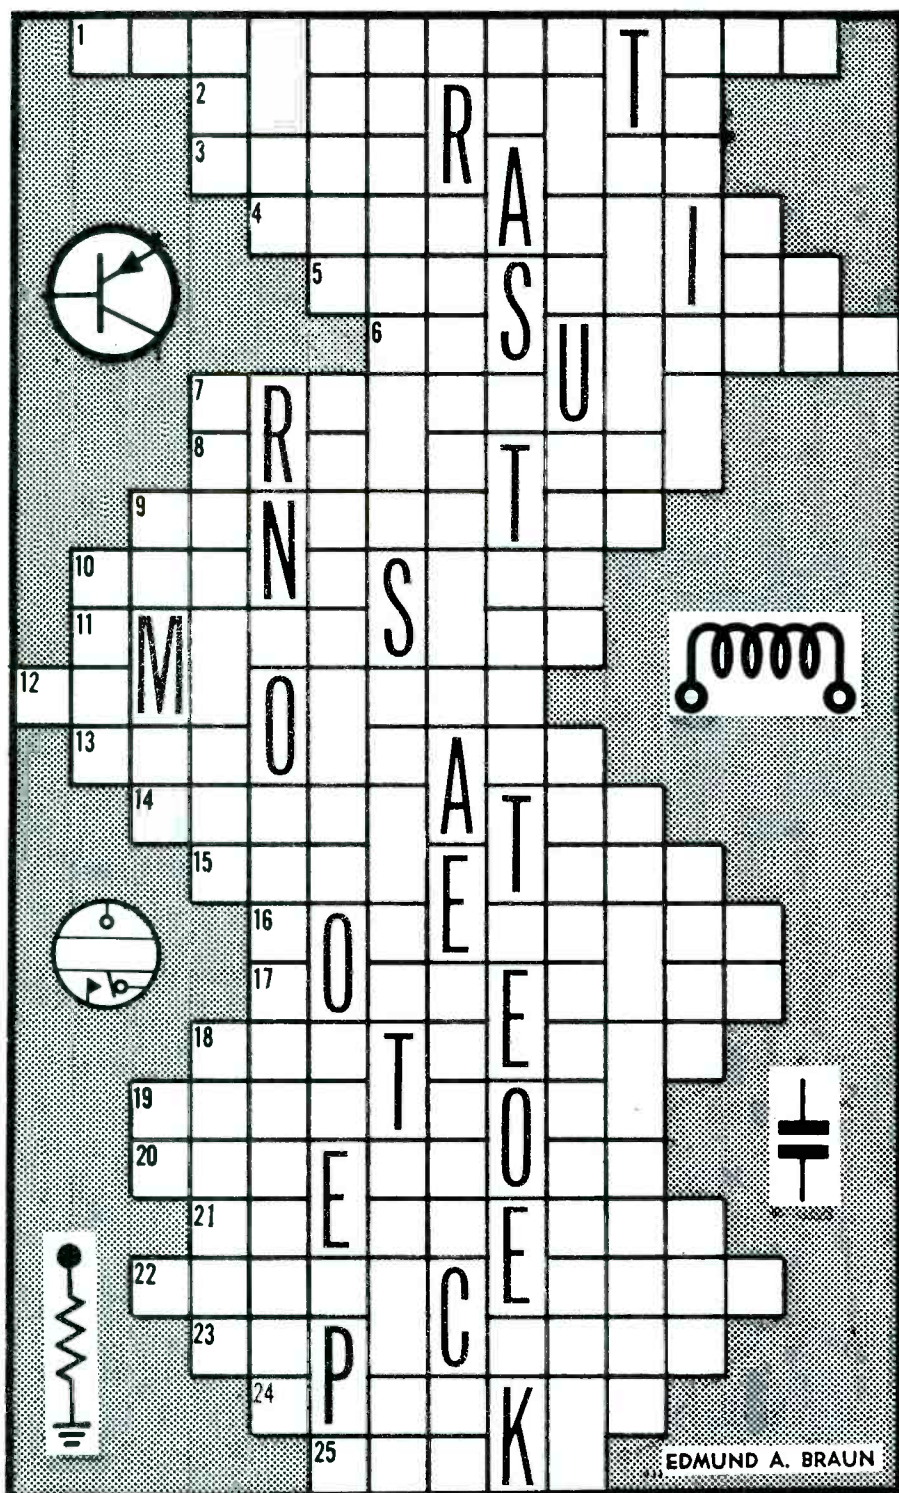 1 T
2 R
3 A
4 I
5 S
6 U
7 R
8 T
9 N
10 S
11 M
12 O
13 A
14 T
15 E
16 O
17 E
18 T
19 O
20 E
21 E
22 C
23 P
24 K
25
EDMUND A. BRAUN